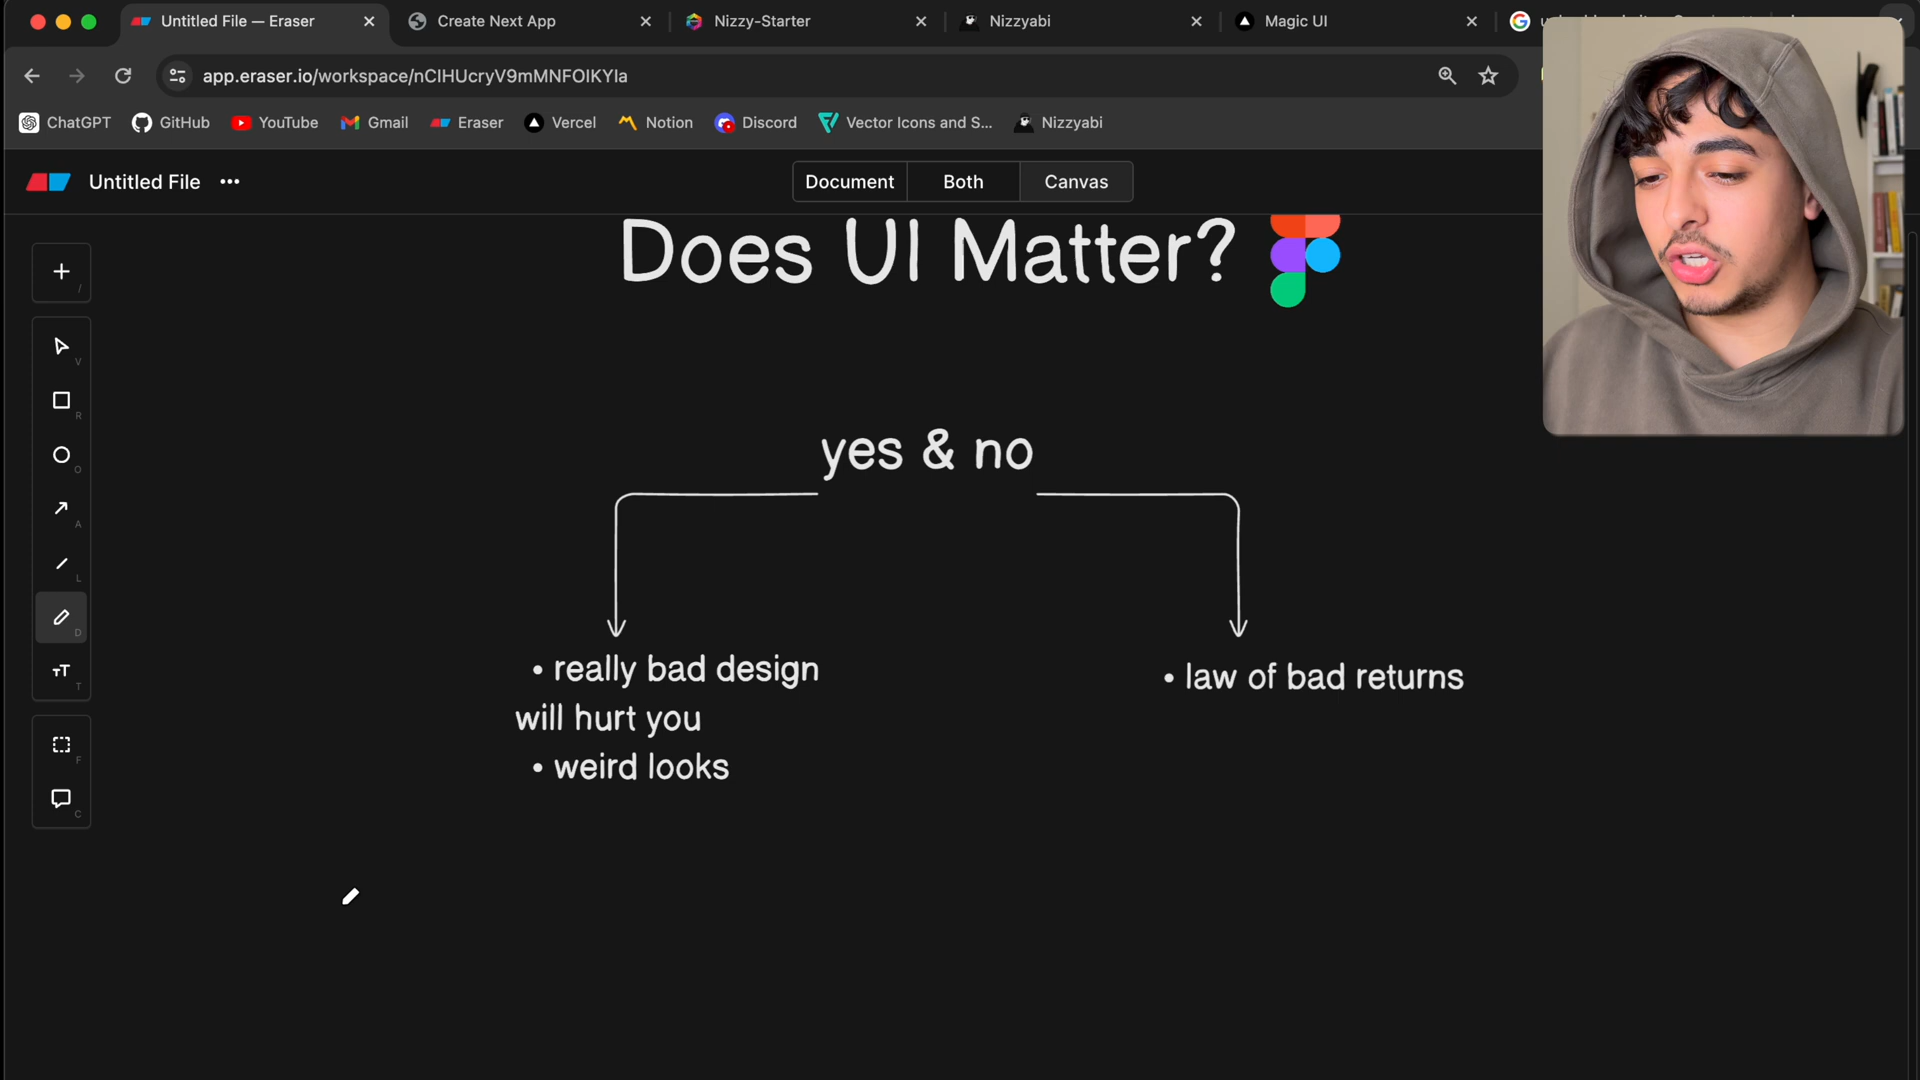 Untitled File — Eraser
Create Next App
Nizzy-Starter
Nizzyabi
Magic UI
app.eraser.io/workspace/nCIHUcryV9mMNFOIKYIa
ChatGPT
GitHub
YouTube
Gmail
Eraser
Vercel
Notion
Discord
Vector Icons and S...
Nizzyabi
Untitled File
Document
Both
Canvas
Does UI Matter?
/
V
R
O
A
L
D
T
F
C
yes & no
• really bad design
will hurt you
• weird looks
• law of bad returns